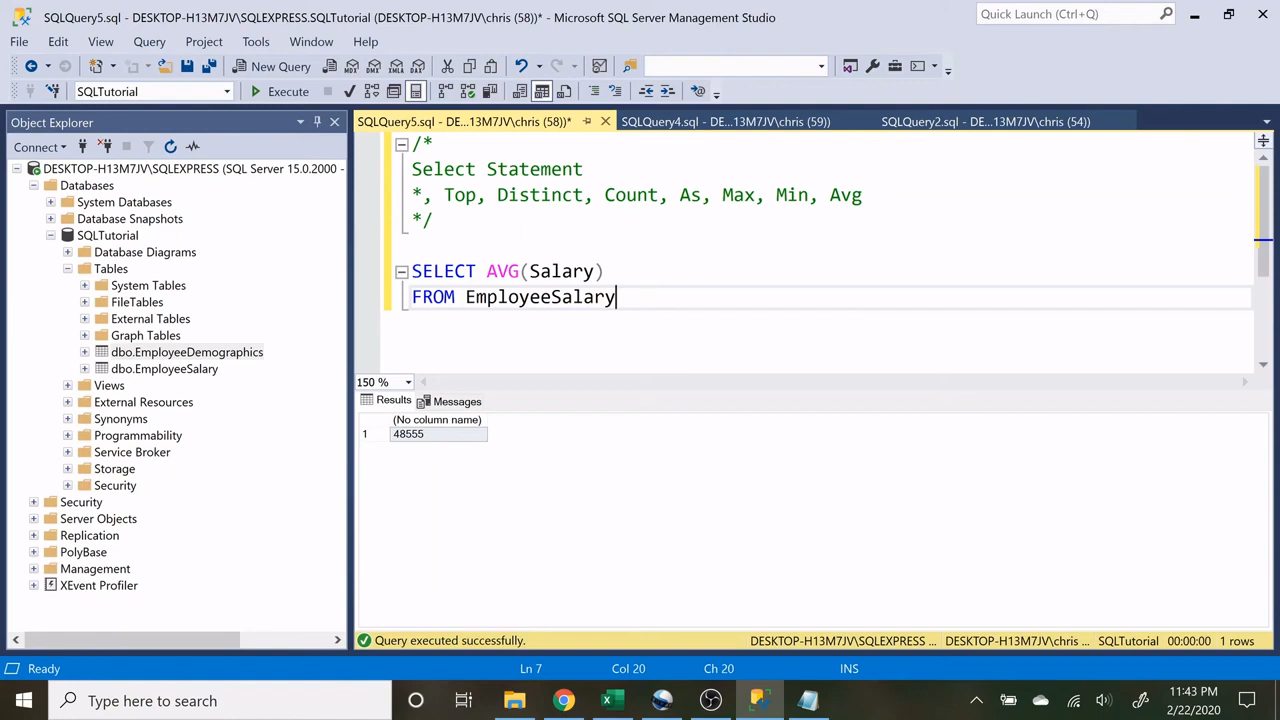 SQLQuery5.sql - DESKTOP-H13M7JV\SQLEXPRESS.SQLTutorial (DESKTOP-H13M7JV\chris (58))* - Microsoft SQL Server Management Studio
Quick Launch (Ctrl+Q)
File Edit View Query Project Tools Window Help
New Query MDX DMX XMLA DAX
SQLTutorial Execute
Object Explorer
SQLQuery5.sql - DE...13M7JV\chris (58))* SQLQuery4.sql - DE...13M7JV\chris (59)) SQLQuery2.sql - DE...13M7JV\chris (54))
Connect
DESKTOP-H13M7JV\SQLEXPRESS (SQL Server 15.0.2000 -
Databases
System Databases
Database Snapshots
SQLTutorial
Database Diagrams
Tables
System Tables
FileTables
External Tables
Graph Tables
dbo.EmployeeDemographics
dbo.EmployeeSalary
Views
External Resources
Synonyms
Programmability
Service Broker
Storage
Security
Security
Server Objects
Replication
PolyBase
Management
XEvent Profiler
/*
Select Statement
*, Top, Distinct, Count, As, Max, Min, Avg
*/
SELECT AVG(Salary)
FROM EmployeeSalary
150 %
Results Messages
(No column name)
1 48555
Query executed successfully. DESKTOP-H13M7JV\SQLEXPRESS ... DESKTOP-H13M7JV\chris ... SQLTutorial 00:00:00 1 rows
Ready Ln 7 Col 20 Ch 20 INS
Type here to search
11:43 PM
2/22/2020